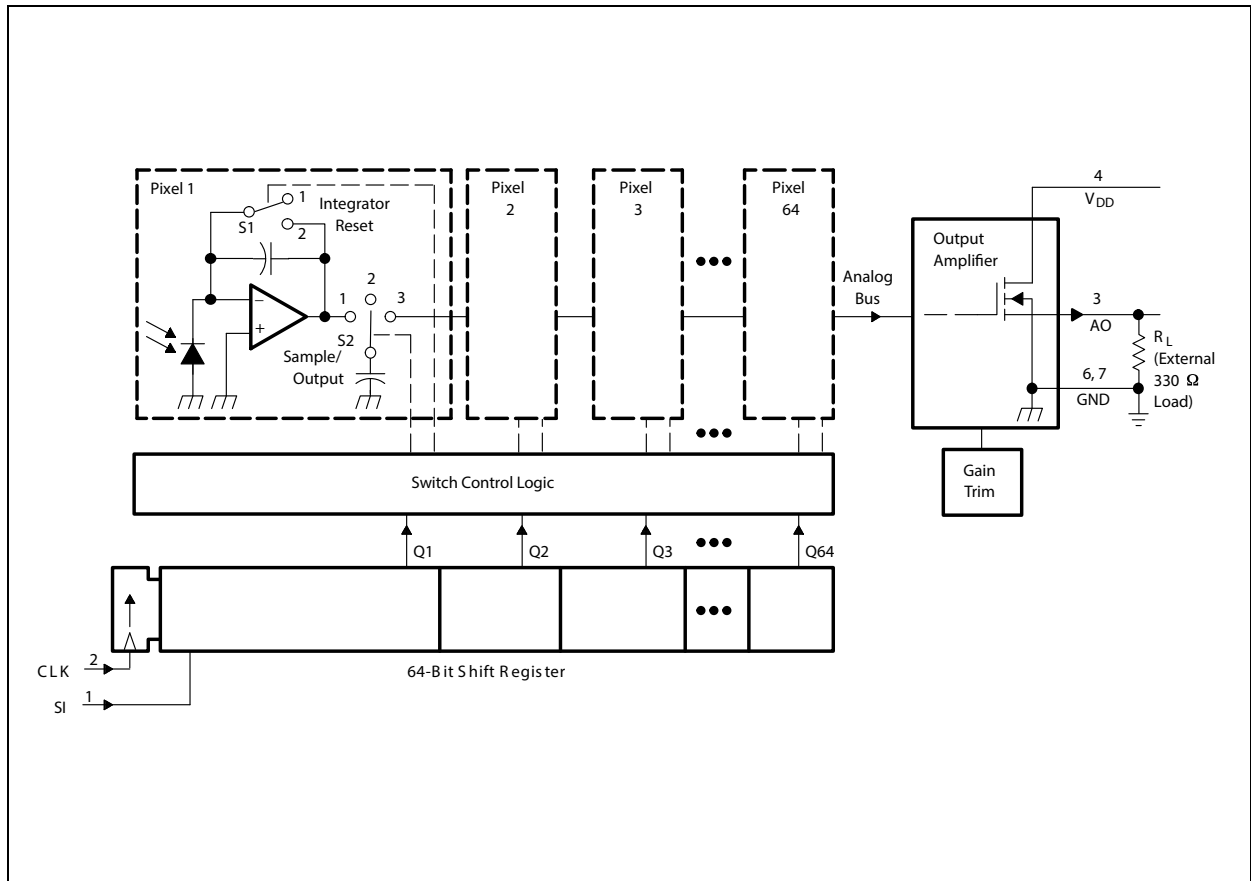 Pixel 1
1
Integrator
Reset
S1
2
1
2
3
S2
Sample/
Output
−
+
Pixel
2
Pixel
3
Pixel
64
Analog
Bus
Output
Amplifier
4
VDD
3
AO
RL
(External
330 Ω
Load)
6, 7
GND
Gain
Trim
Switch Control Logic
Q1
Q2
Q3
Q64
CLK
2
SI
1
64-Bit Shift Register